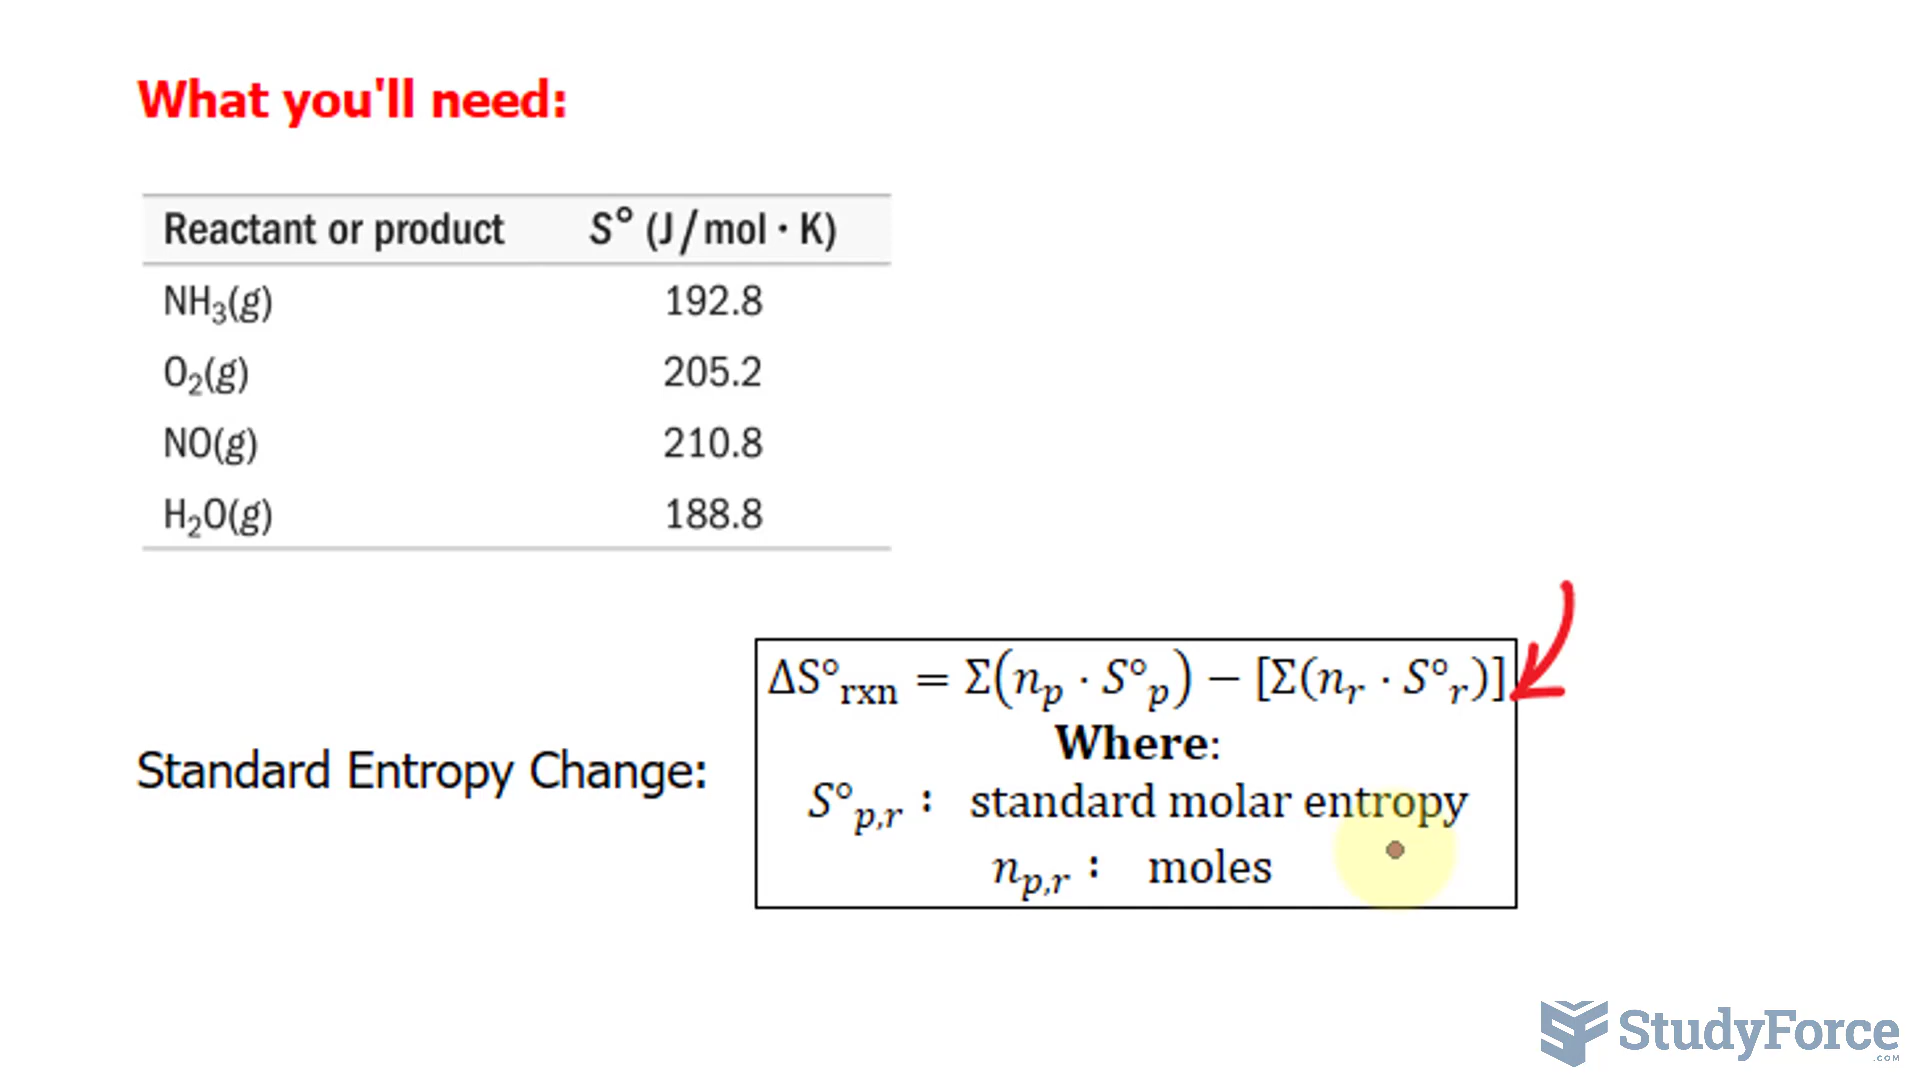 What you'll need:
Reactant or product S° (J/mol · K)
NH₃(g) 192.8
O₂(g) 205.2
NO(g) 210.8
H₂O(g) 188.8
ΔS°rxn = Σ(nₚ · S°ₚ) − [Σ(nᵣ · S°ᵣ)]
Where:
Standard Entropy Change:
S°p,r : standard molar entropy
np,r : moles
StudyForce
.COM